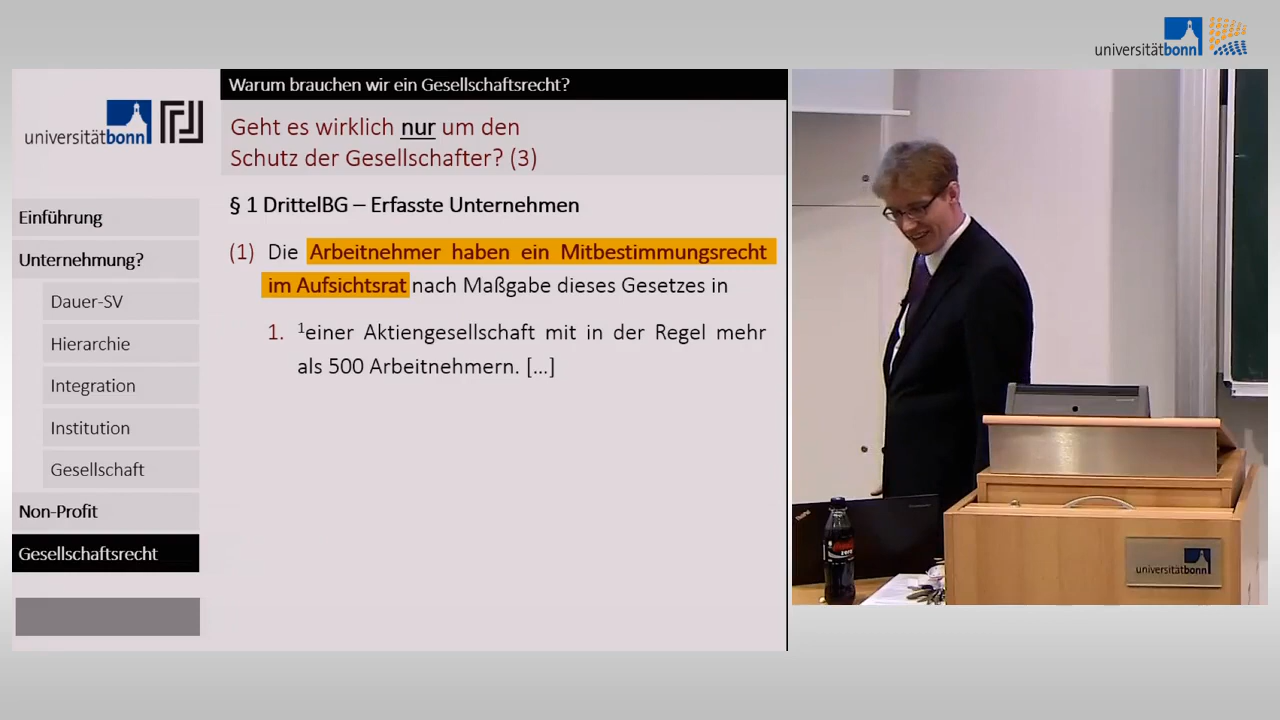 universitätbonn
universitätbonn
Warum brauchen wir ein Gesellschaftsrecht?
Geht es wirklich nur um den
Schutz der Gesellschafter? (3)
Einführung
Unternehmung?
Dauer-SV
Hierarchie
Integration
Institution
Gesellschaft
Non-Profit
Gesellschaftsrecht
§ 1 DrittelBG – Erfasste Unternehmen
(1) Die Arbeitnehmer haben ein Mitbestimmungsrecht
im Aufsichtsrat nach Maßgabe dieses Gesetzes in
1. ¹einer Aktiengesellschaft mit in der Regel mehr
als 500 Arbeitnehmern. [...]
zero
universitätbonn